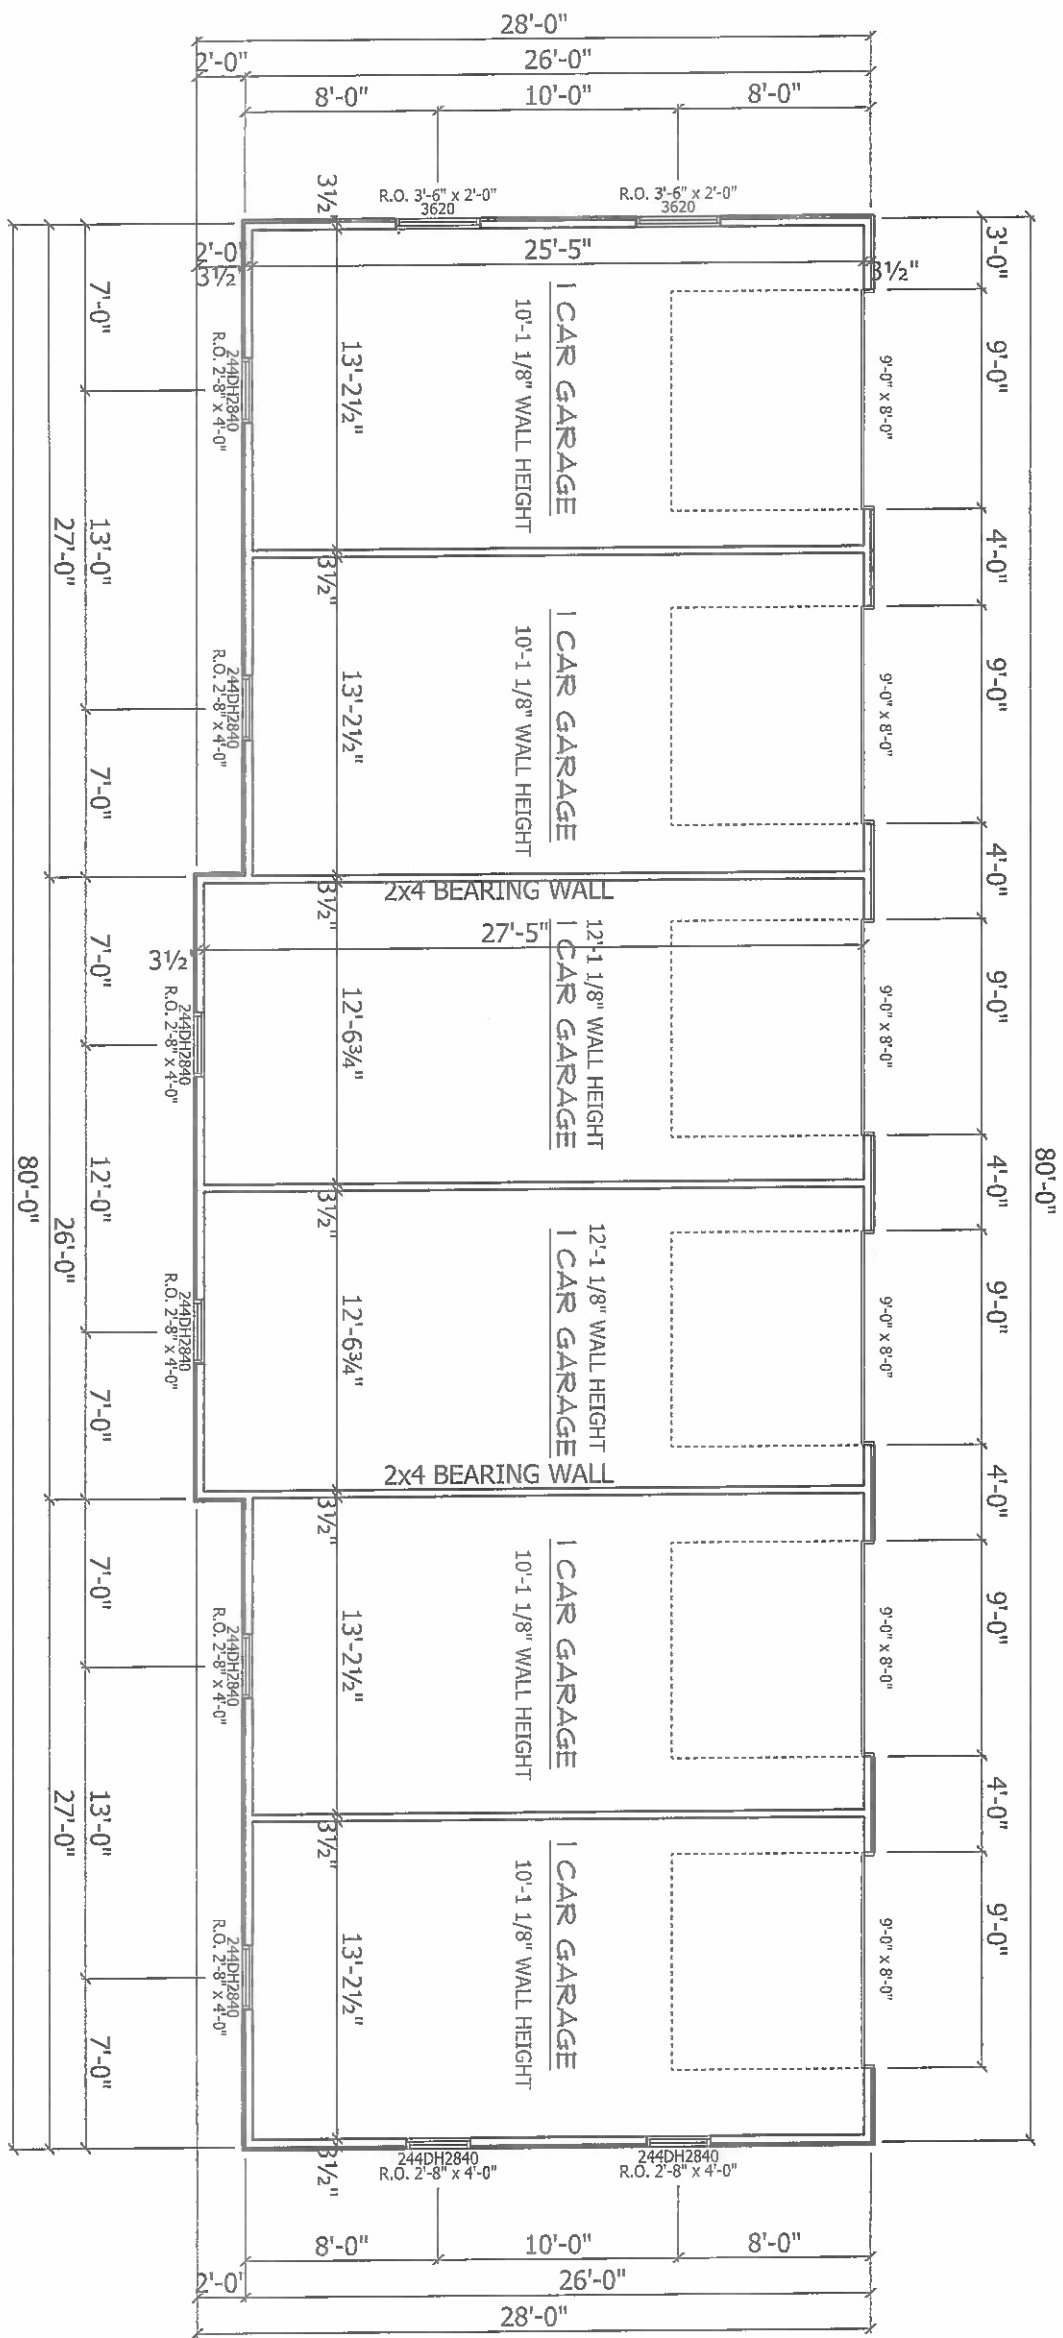 28'-0"
2'-0"
26'-0"
8'-0"
10'-0"
8'-0"
R.O. 3'-6" x 2'-0"
3620
R.O. 3'-6" x 2'-0"
3620
3½"
2'-0"
3½"
25'-5"
3½"
3'-0"
9'-0"
4'-0"
9'-0"
4'-0"
9'-0"
4'-0"
9'-0"
4'-0"
9'-0"
4'-0"
9'-0"
80'-0"
9'-0" x 8'-0"
9'-0" x 8'-0"
9'-0" x 8'-0"
9'-0" x 8'-0"
9'-0" x 8'-0"
9'-0" x 8'-0"
1 CAR GARAGE
10'-1 1/8" WALL HEIGHT
1 CAR GARAGE
10'-1 1/8" WALL HEIGHT
2x4 BEARING WALL
27'-5"
12'-1 1/8" WALL HEIGHT
1 CAR GARAGE
12'-1 1/8" WALL HEIGHT
1 CAR GARAGE
2x4 BEARING WALL
1 CAR GARAGE
10'-1 1/8" WALL HEIGHT
1 CAR GARAGE
10'-1 1/8" WALL HEIGHT
13'-2½"
3½"
13'-2½"
3½"
12'-6¾"
3½"
12'-6¾"
3½"
13'-2½"
3½"
13'-2½"
3½"
244DH2840
R.O. 2'-8" x 4'-0"
244DH2840
R.O. 2'-8" x 4'-0"
3½
244DH2840
R.O. 2'-8" x 4'-0"
244DH2840
R.O. 2'-8" x 4'-0"
244DH2840
R.O. 2'-8" x 4'-0"
244DH2840
R.O. 2'-8" x 4'-0"
7'-0"
13'-0"
7'-0"
7'-0"
12'-0"
7'-0"
7'-0"
13'-0"
7'-0"
27'-0"
26'-0"
27'-0"
80'-0"
244DH2840
R.O. 2'-8" x 4'-0"
244DH2840
R.O. 2'-8" x 4'-0"
8'-0"
10'-0"
8'-0"
2'-0"
26'-0"
28'-0"